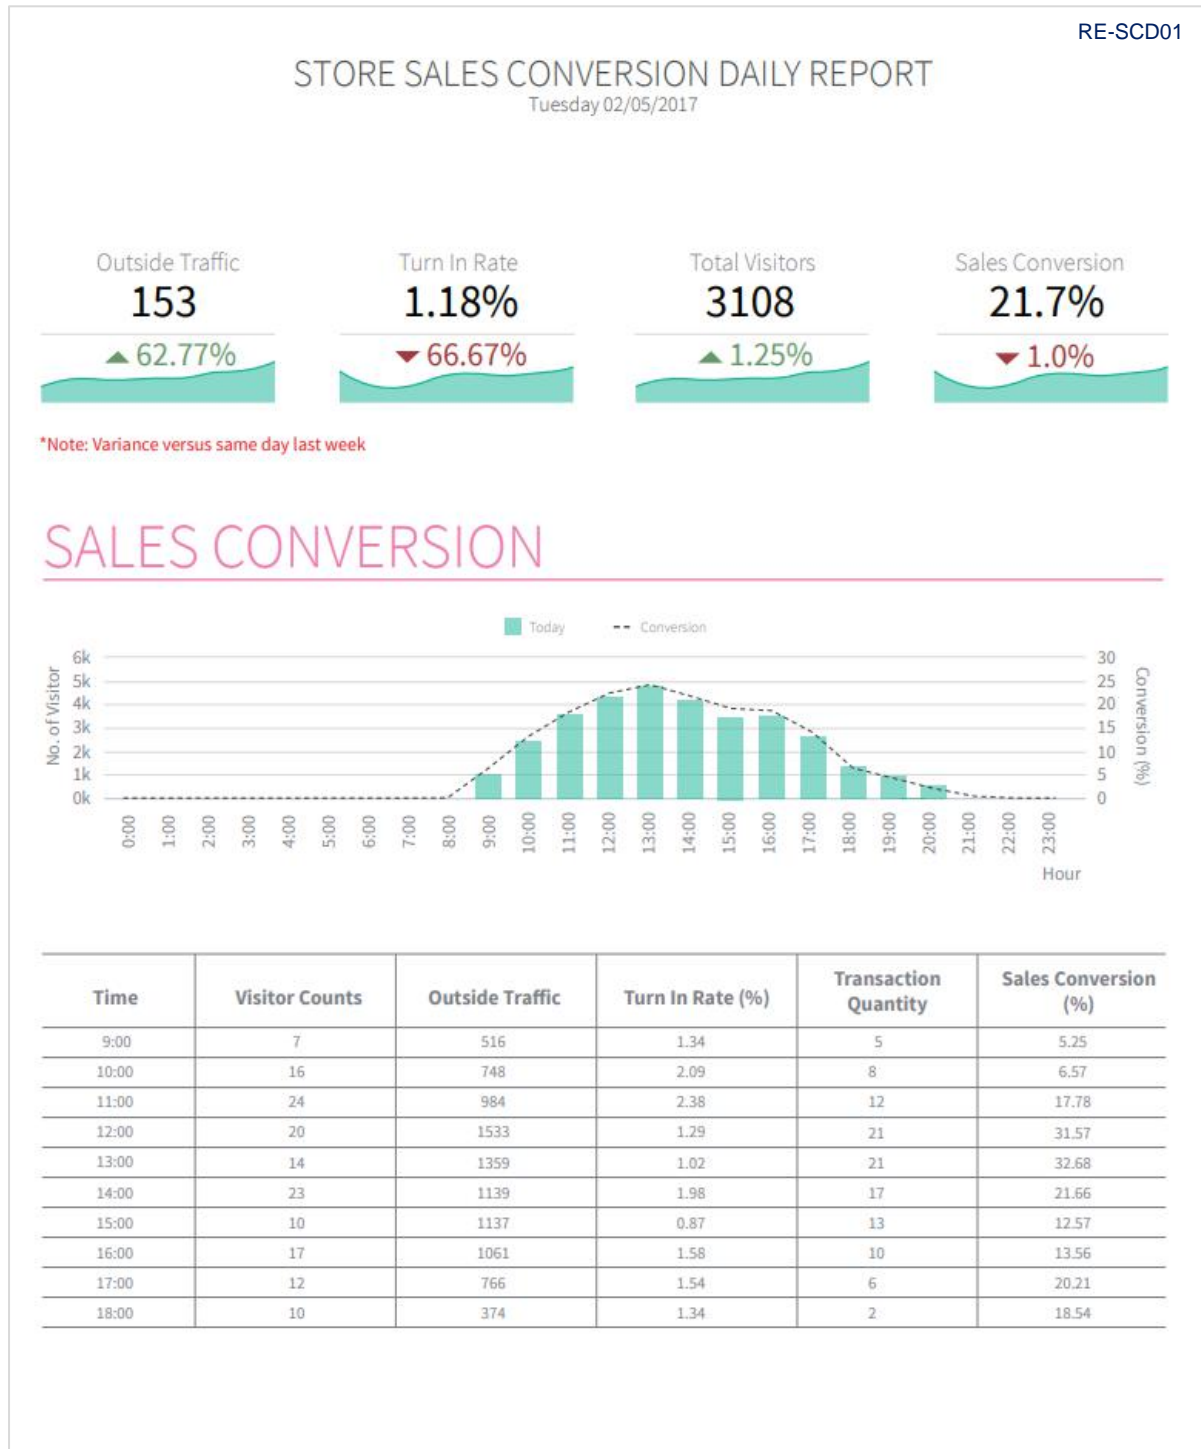 RE-SCD01
STORE SALES CONVERSION DAILY REPORT
Tuesday 02/05/2017
Outside Traffic Turn In Rate Total Visitors Sales Conversion
153 1.18% 3108 21.7%
▲ 62.77% ▼ 66.67% ▲ 1.25% ▼ 1.0%
*Note: Variance versus same day last week
SALES CONVERSION
Today Conversion
No. of Visitor
6k
5k
4k
3k
2k
1k
0k
30
25
20
15
10
5
0
Conversion (%)
0:00 1:00 2:00 3:00 4:00 5:00 6:00 7:00 8:00 9:00 10:00 11:00 12:00 13:00 14:00 15:00 16:00 17:00 18:00 19:00 20:00 21:00 22:00 23:00
Hour
Time Visitor Counts Outside Traffic Turn In Rate (%) Transaction Quantity Sales Conversion (%)
9:00 7 516 1.34 5 5.25
10:00 16 748 2.09 8 6.57
11:00 24 984 2.38 12 17.78
12:00 20 1533 1.29 21 31.57
13:00 14 1359 1.02 21 32.68
14:00 23 1139 1.98 17 21.66
15:00 10 1137 0.87 13 12.57
16:00 17 1061 1.58 10 13.56
17:00 12 766 1.54 6 20.21
18:00 10 374 1.34 2 18.54